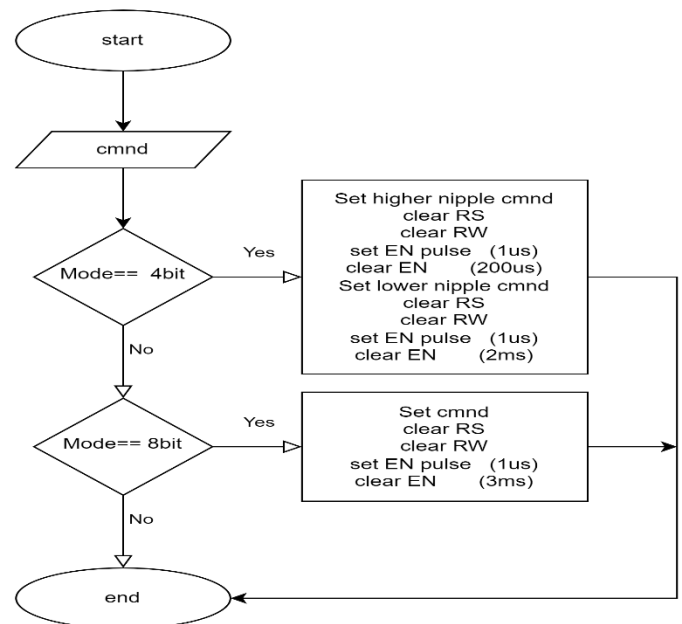 start
cmnd
Mode== 4bit
Yes
Set higher nipple cmnd
clear RS
clear RW
set EN pulse (1us)
clear EN (200us)
Set lower nipple cmnd
clear RS
clear RW
set EN pulse (1us)
clear EN (2ms)
No
Mode== 8bit
Yes
Set cmnd
clear RS
clear RW
set EN pulse (1us)
clear EN (3ms)
No
end